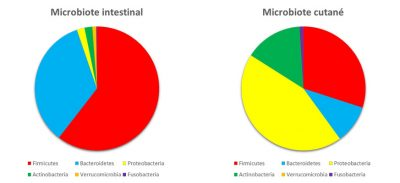 Microbiote intestinal
Microbiote cutané
Firmicutes
Bacteroidetes
Proteobacteria
Actinobacteria
Verrucomicrobia
Fusobacteria
Firmicutes
Bacteroidetes
Proteobacteria
Actinobacteria
Verrucomicrobia
Fusobacteria